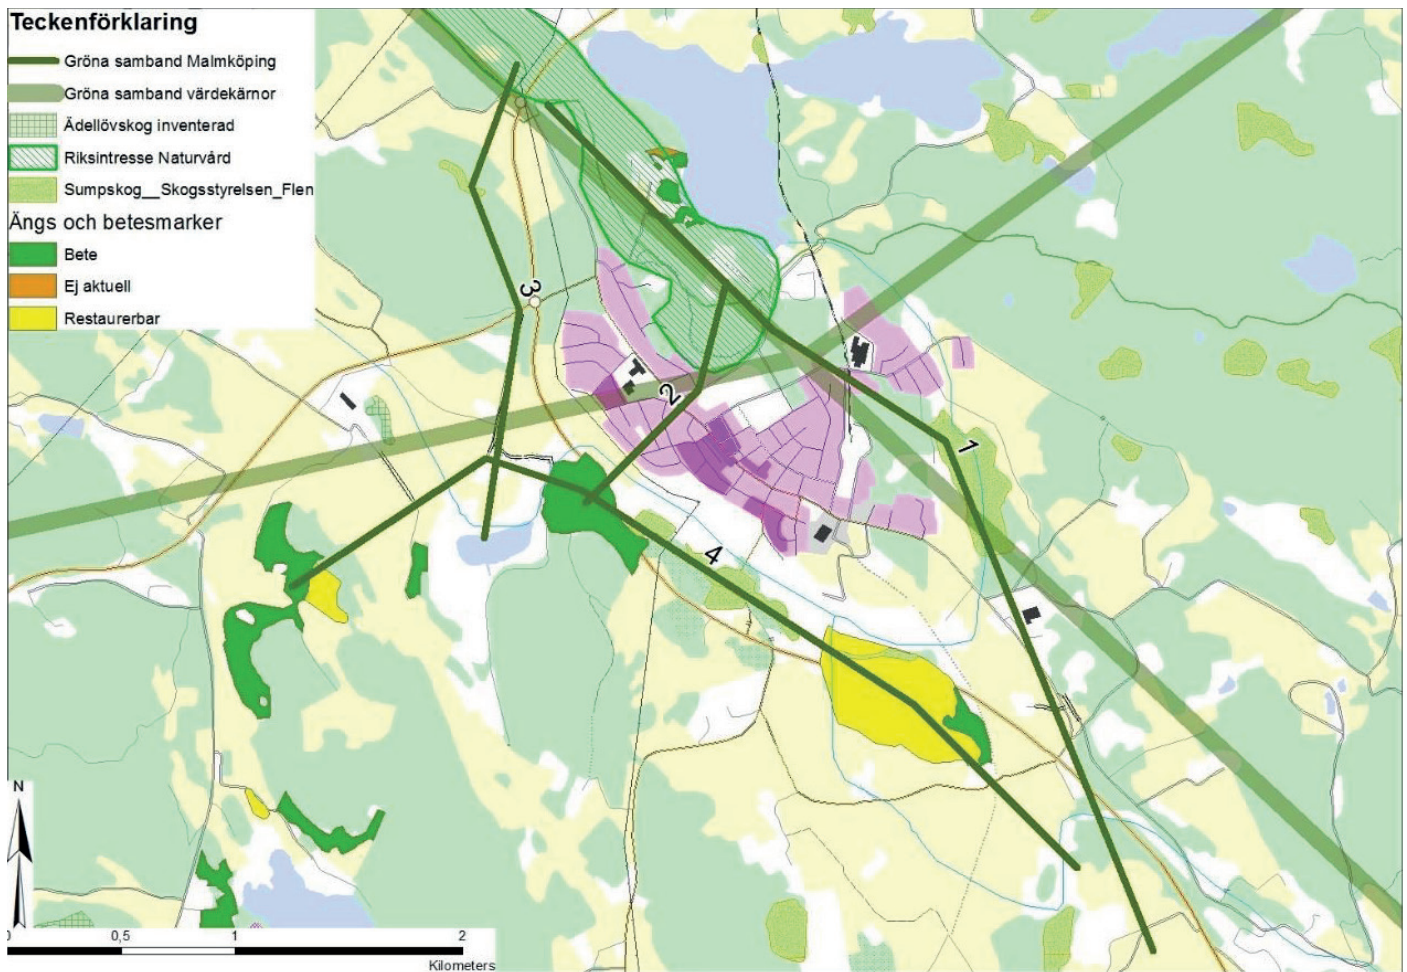 Teckenförklaring
Gröna samband Malmköping
Gröna samband värdekärnor
Ädellövskog inventerad
Riksintresse Naturvård
Sumpskog__Skogsstyrelsen_Flen
Ängs och betesmarker
Bete
Ej aktuell
Restaurerbar
3
2
1
4
N
0 0,5 1 2
Kilometers